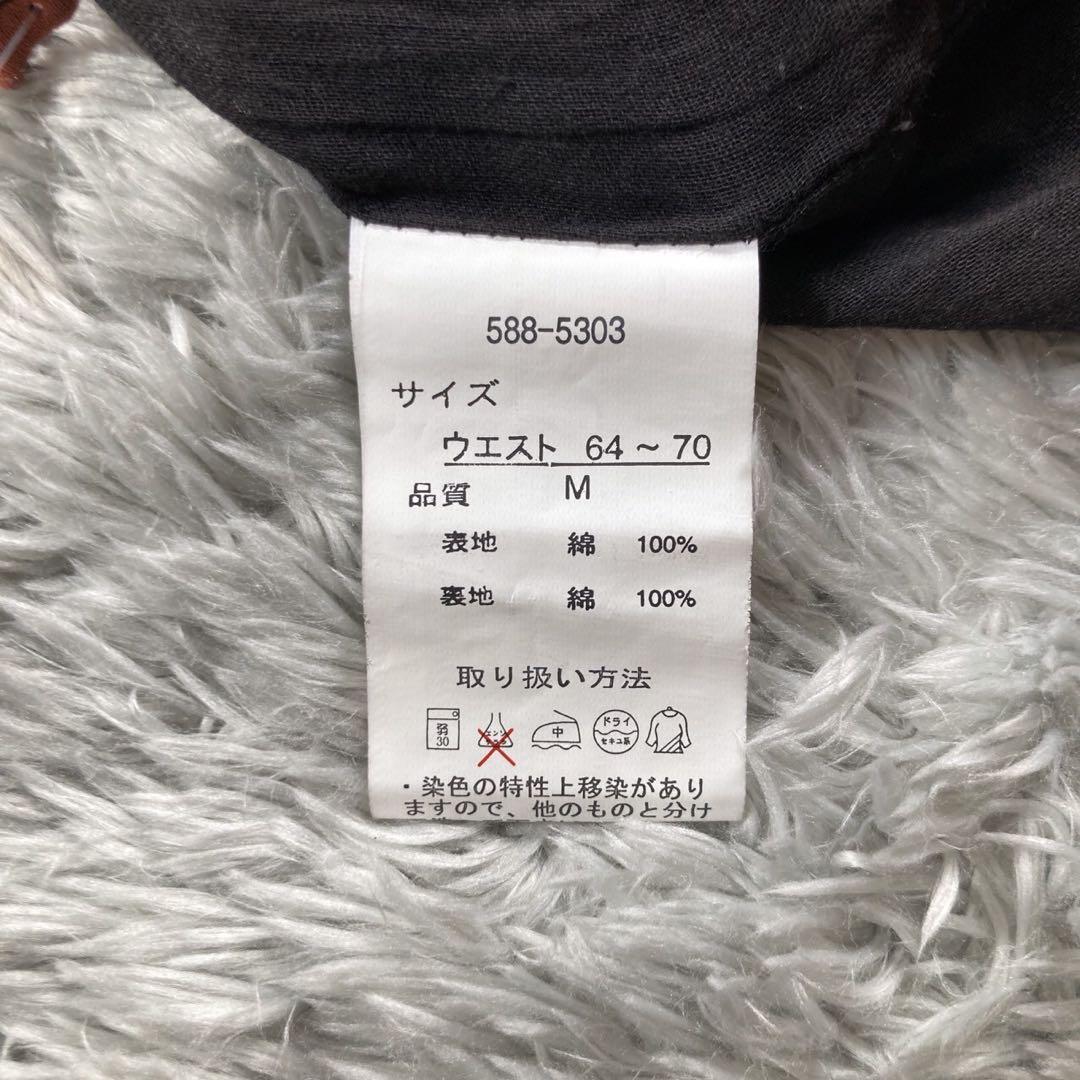 588-5303
サイズ
ウエスト 64～70
品質 M
表地 綿 100%
裏地 綿 100%
取り扱い方法
弱 30 エンソ 中 ドライ セキユ系
・染色の特性上移染があり
ますので、他のものと分け